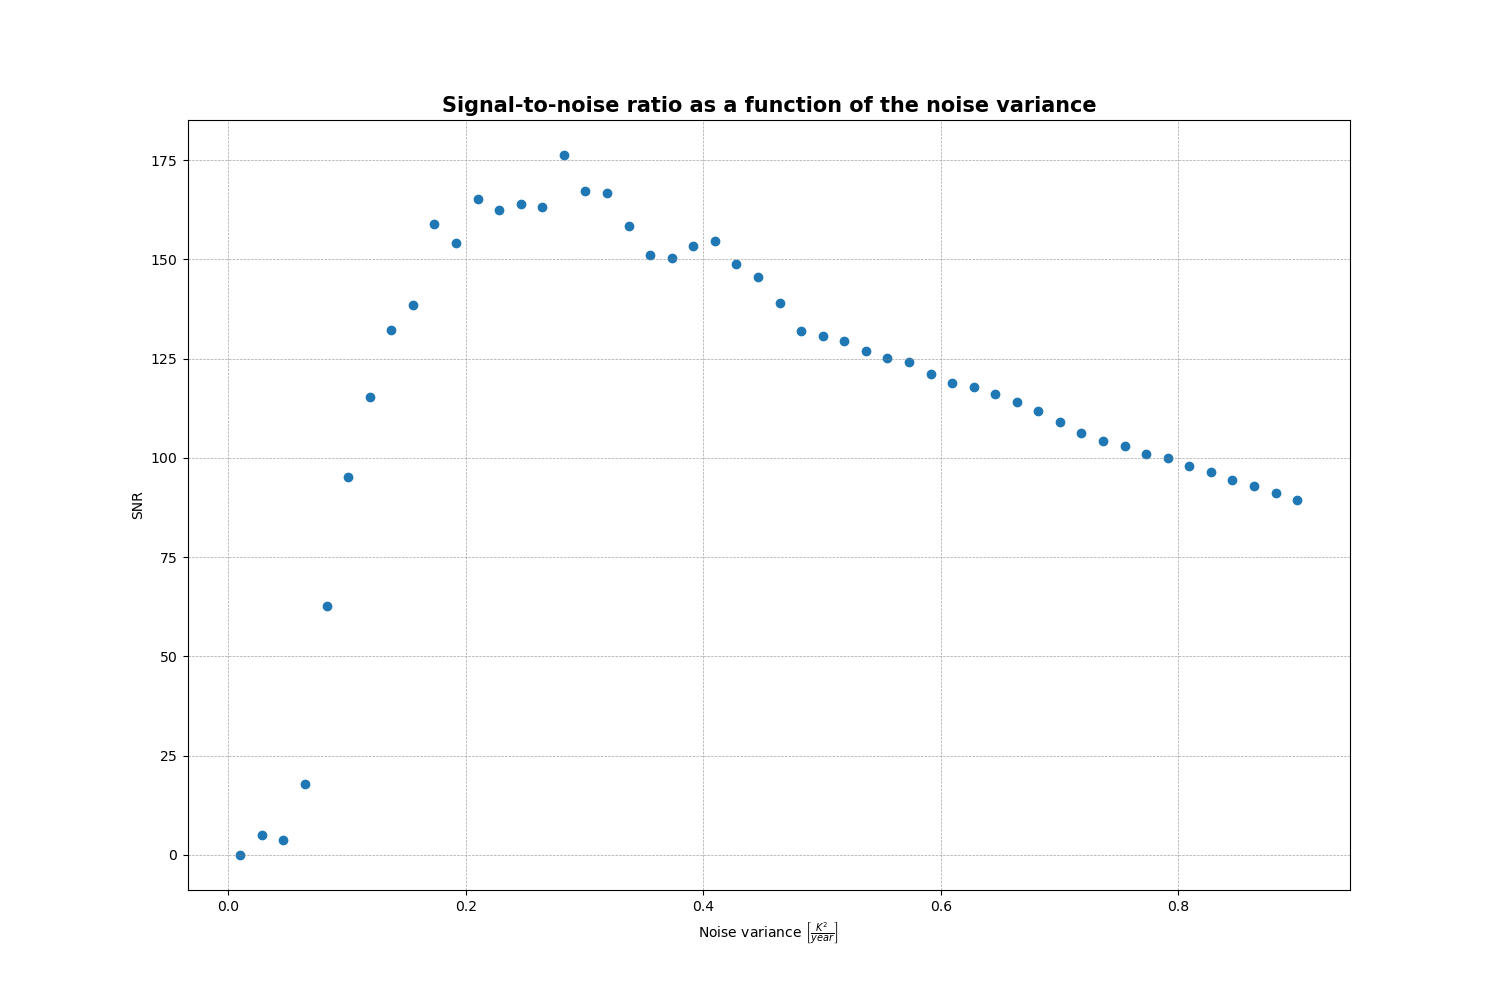 Signal-to-noise ratio as a function of the noise variance
175
150
125
100
75
50
25
0
SNR
0.0 0.2 0.4 0.6 0.8
Noise variance [K²/year]